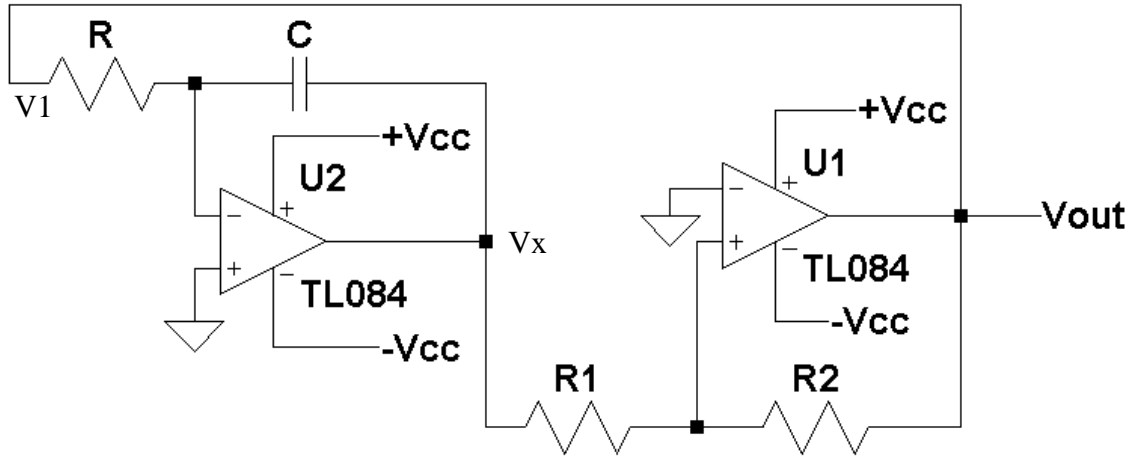 R
C
V1
+Vcc
+Vcc
U2
U1
−
+
−
+
Vout
+
−
Vx
+
−
TL084
TL084
-Vcc
-Vcc
R1
R2